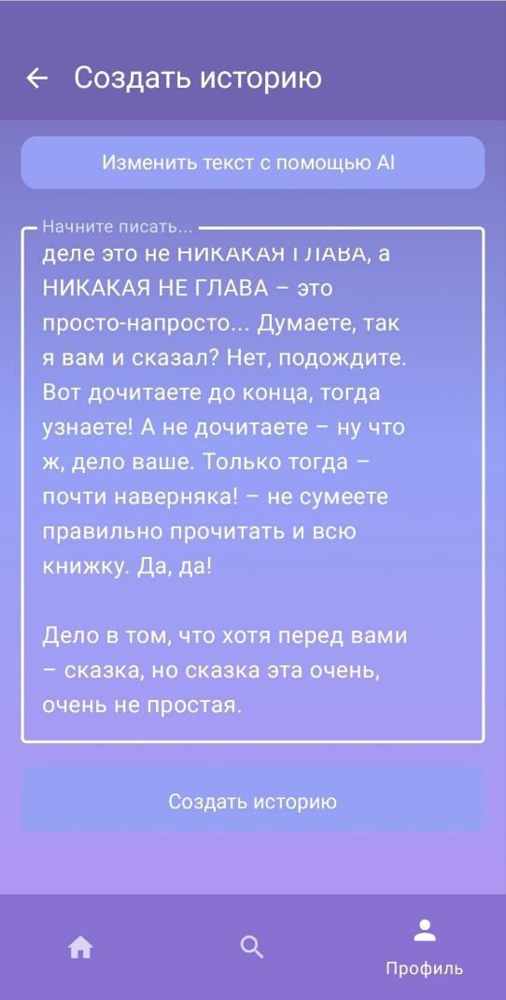 Создать историю
Изменить текст с помощью AI
Начните писать...
деле это не НИКАКАЯ ГЛАВА, а
НИКАКАЯ НЕ ГЛАВА – это
просто-напросто... Думаете, так
я вам и сказал? Нет, подождите.
Вот дочитаете до конца, тогда
узнаете! А не дочитаете – ну что
ж, дело ваше. Только тогда –
почти наверняка! – не сумеете
правильно прочитать и всю
книжку. Да, да!
Дело в том, что хотя перед вами
– сказка, но сказка эта очень,
очень не простая.
Создать историю
Профиль